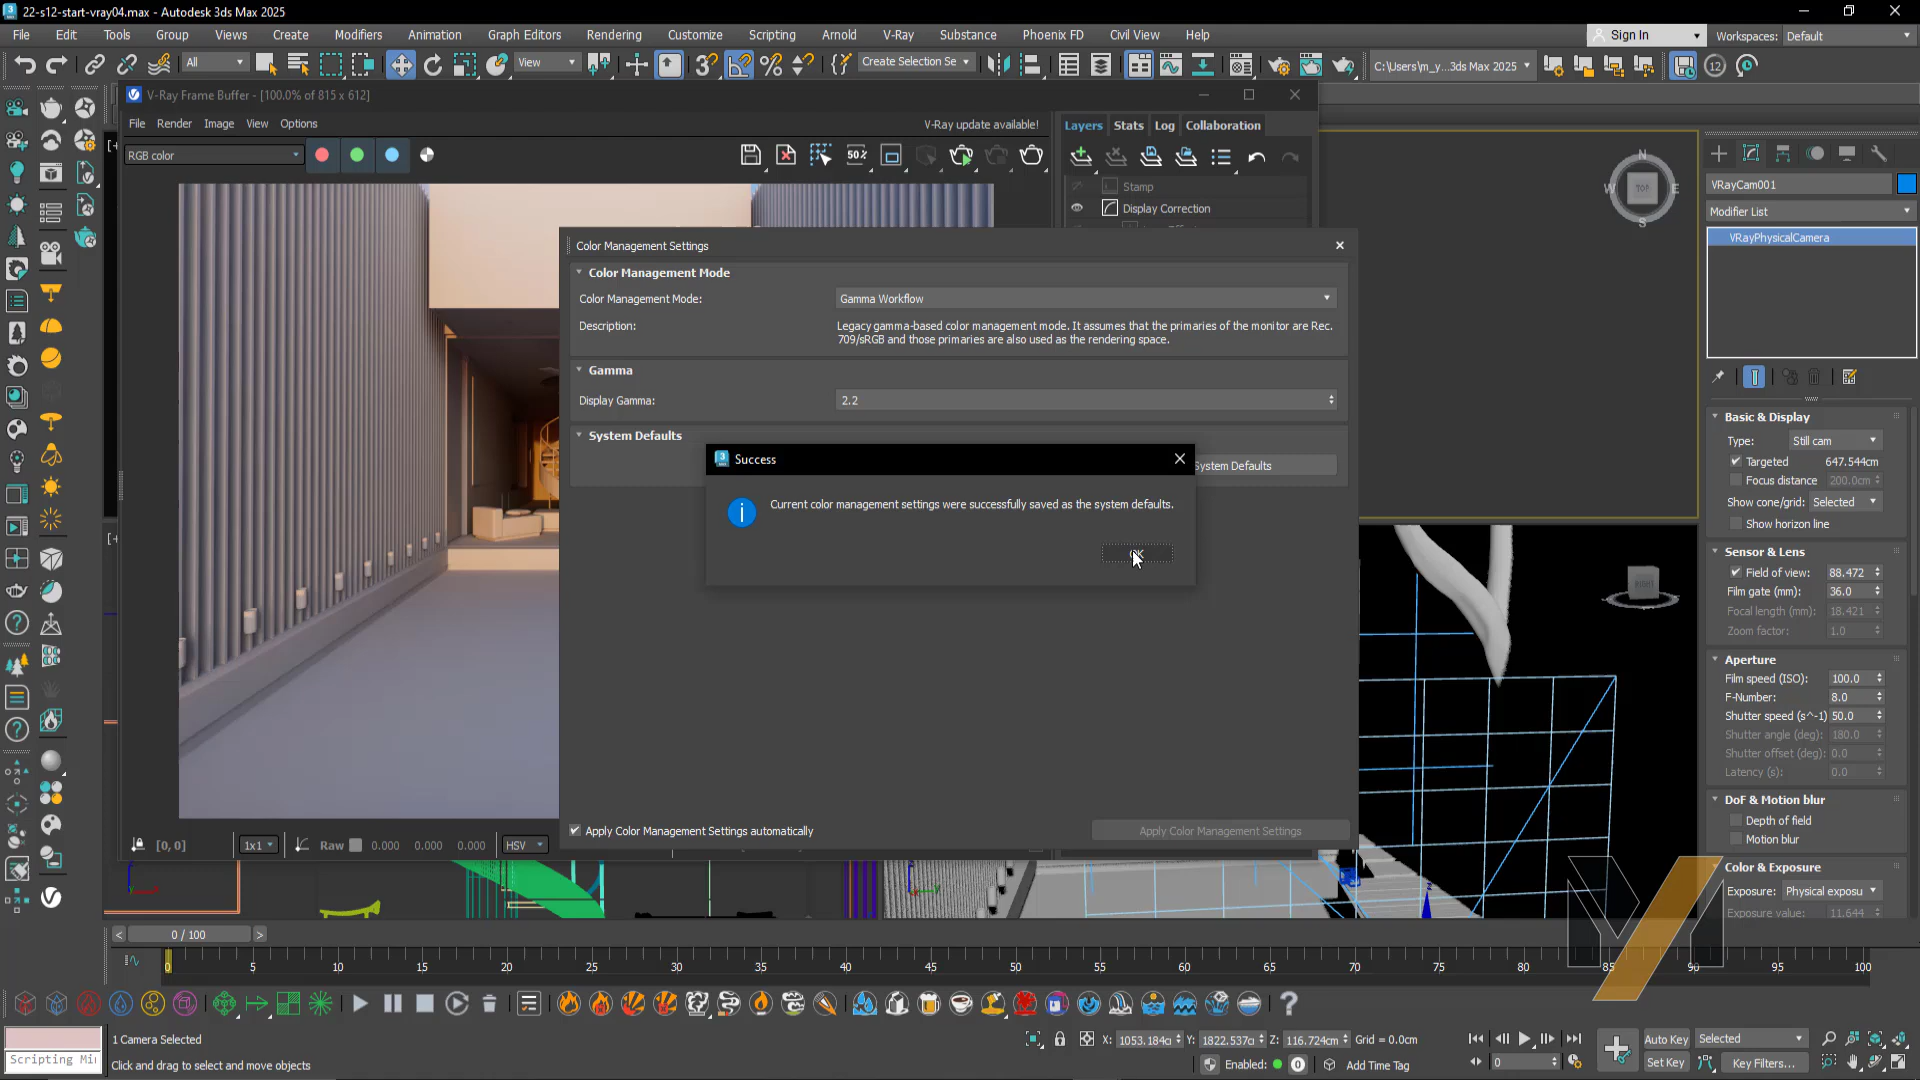 22-s12-start-vray04.max - Autodesk 3ds Max 2025
File Edit Tools Group Views Create Modifiers Animation Graph Editors Rendering Customize Scripting Arnold V-Ray Substance Phoenix FD Civil View Help
Sign In Workspaces: Default
All View Create Selection Se C:\Users\m_y...3ds Max 2025 12
V-Ray Frame Buffer - [100.0% of 815 x 612]
File Render Image View Options V-Ray update available!
Layers Stats Log Collaboration
RGB color 50%
Stamp
Display Correction
N
W TOP E
S
VRayCam001
Modifier List
VRayPhysicalCamera
Color Management Settings
Color Management Mode
Color Management Mode: Gamma Workflow
Description: Legacy gamma-based color management mode. It assumes that the primaries of the monitor are Rec.
709/sRGB and those primaries are also used as the rendering space.
Gamma
Display Gamma: 2.2
System Defaults
System Defaults
Success
Current color management settings were successfully saved as the system defaults.
Apply Color Management Settings automatically
Apply Color Management Settings
Basic & Display
Type: Still cam
Targeted 647.544cm
Focus distance 200.0cm
Show cone/grid: Selected
Show horizon line
Sensor & Lens
Field of view: 88.472
Film gate (mm): 36.0
Focal length (mm): 18.421
Zoom factor: 1.0
Aperture
Film speed (ISO): 100.0
F-Number: 8.0
Shutter speed (s^-1) 50.0
Shutter angle (deg): 180.0
Shutter offset (deg): 0.0
Latency (s): 0.0
DoF & Motion blur
Depth of field
Motion blur
Color & Exposure
Exposure: Physical exposu
Exposure value: 11.644
RIGHT
[0, 0] 1x1 Raw 0.000 0.000 0.000 HSV
0 / 100
0 5 10 15 20 25 30 35 40 45 50 55 60 65 70 75 80 85 90 95 100
1 Camera Selected
Scripting Mi
Click and drag to select and move objects
X: 1053.184c Y: 1822.537c Z: 116.724cm Grid = 0.0cm
Enabled: 0 Add Time Tag
0
Auto Key Selected
Set Key Key Filters...